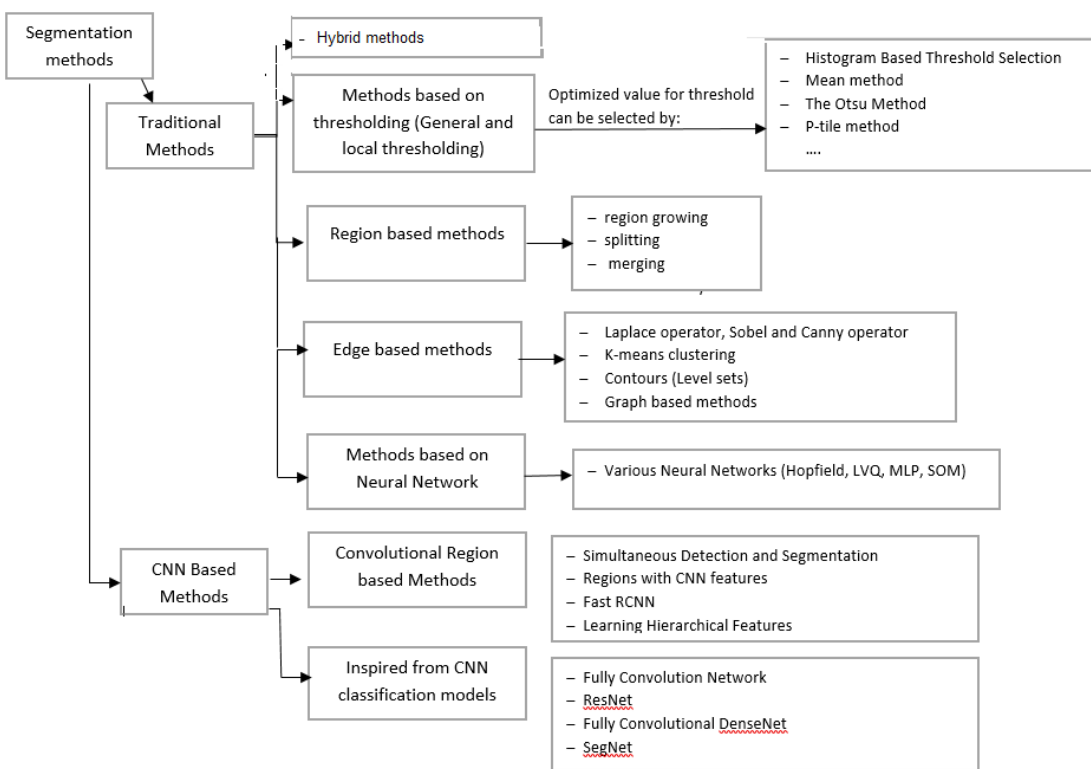 Segmentation
methods
Traditional
Methods
- Hybrid methods
Methods based on
thresholding (General and
local thresholding)
Optimized value for threshold
can be selected by:
– Histogram Based Threshold Selection
– Mean method
– The Otsu Method
– P-tile method
....
Region based methods
– region growing
– splitting
– merging
Edge based methods
– Laplace operator, Sobel and Canny operator
– K-means clustering
– Contours (Level sets)
– Graph based methods
Methods based on
Neural Network
– Various Neural Networks (Hopfield, LVQ, MLP, SOM)
CNN Based
Methods
Convolutional Region
based Methods
– Simultaneous Detection and Segmentation
– Regions with CNN features
– Fast RCNN
– Learning Hierarchical Features
Inspired from CNN
classification models
– Fully Convolution Network
– ResNet
– Fully Convolutional DenseNet
– SegNet